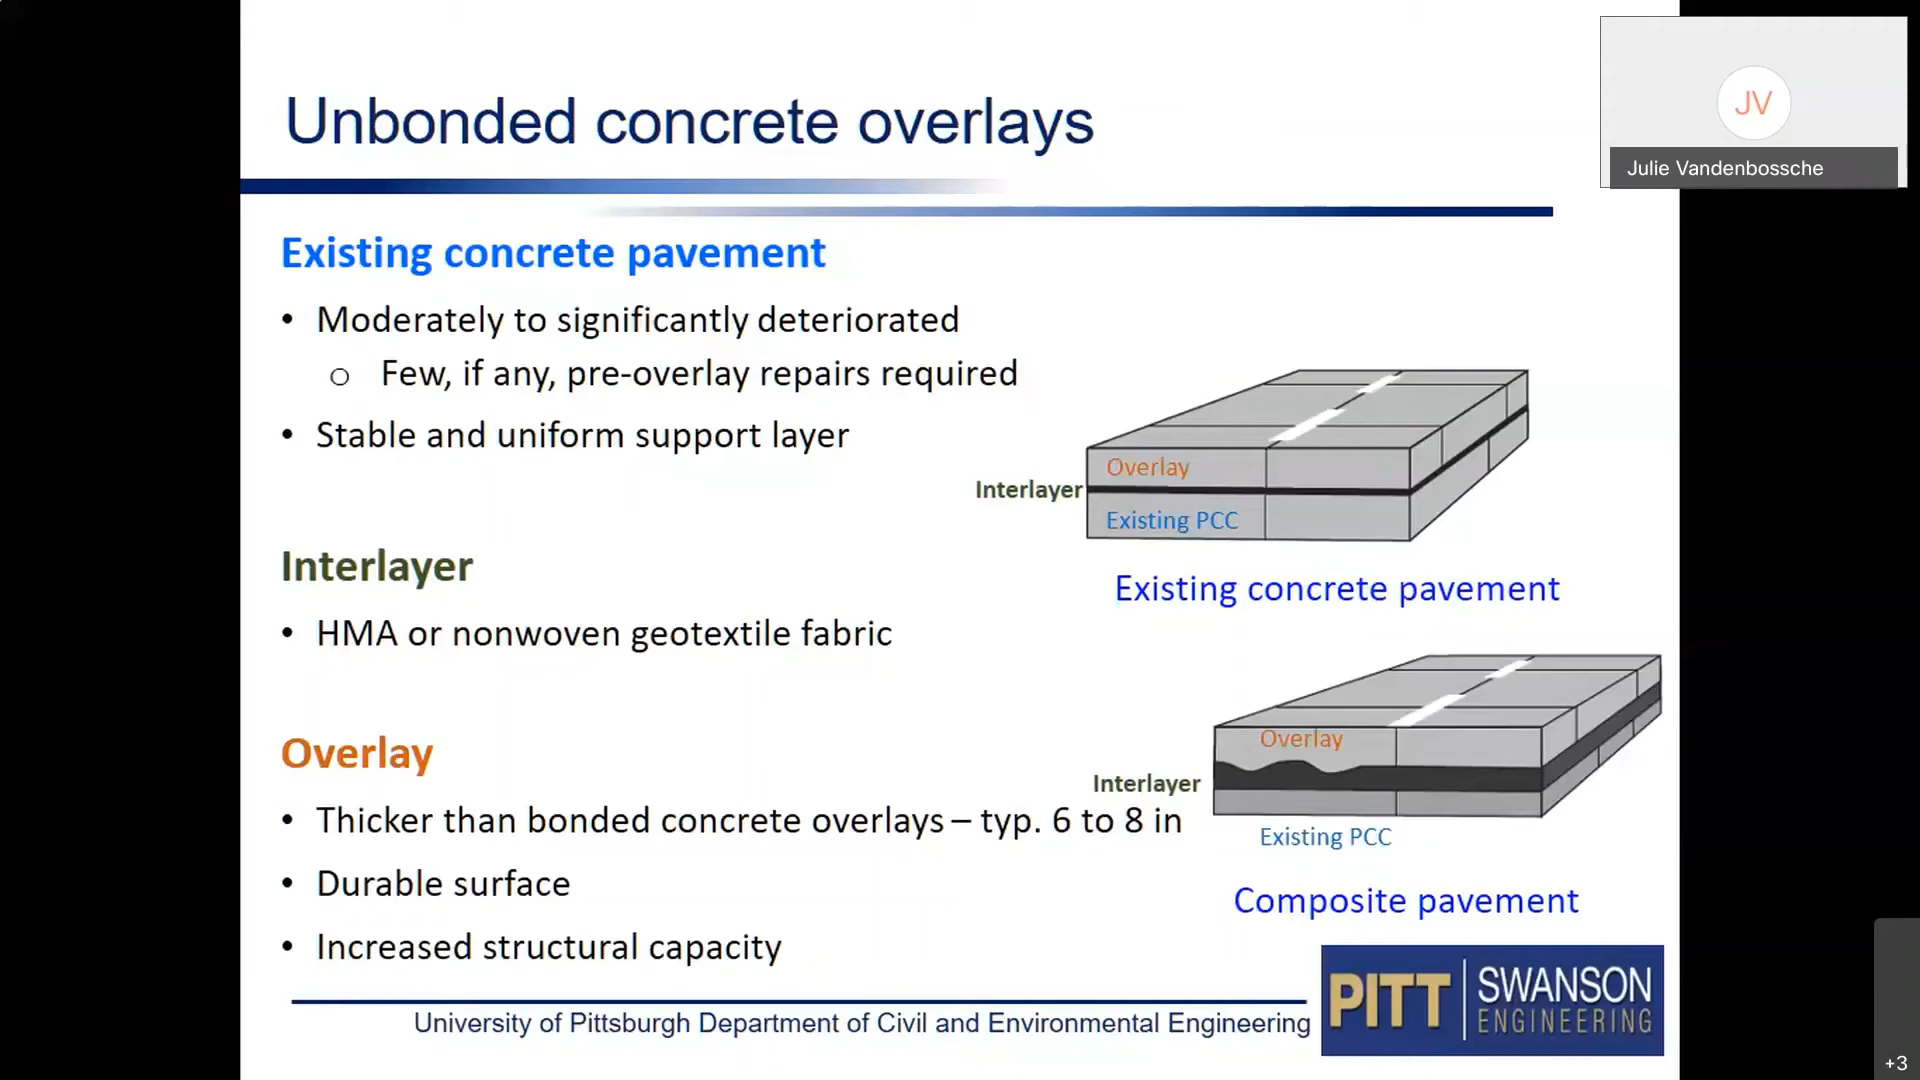 Unbonded concrete overlays
JV
Julie Vandenbossche
Existing concrete pavement
• Moderately to significantly deteriorated
o Few, if any, pre-overlay repairs required
• Stable and uniform support layer
Overlay
Interlayer
Existing PCC
Existing concrete pavement
Interlayer
• HMA or nonwoven geotextile fabric
Overlay
• Thicker than bonded concrete overlays – typ. 6 to 8 in
• Durable surface
• Increased structural capacity
Overlay
Interlayer
Existing PCC
Composite pavement
University of Pittsburgh Department of Civil and Environmental Engineering
PITT SWANSON
ENGINEERING
+3